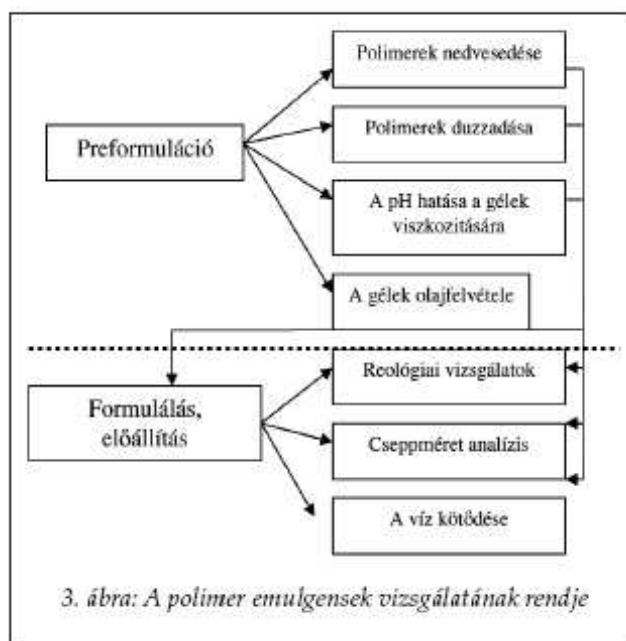 Polimerek nedvesedése
Polimerek duzzadása
Preformuláció
A pH hatása a gélek
viszkozitására
A gélek olajfelvétele
Reológiai vizsgálatok
Formulálás,
előállítás
Cseppméret analízis
A víz kötődése
3. ábra: A polimer emulgensek vizsgálatának rendje